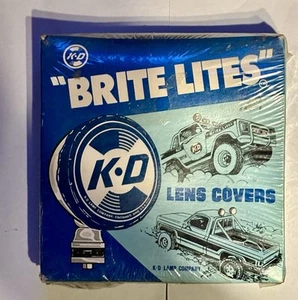 K·D
"BRITE LITES"
K·D
LENS COVERS
K·D LAMP COMPANY